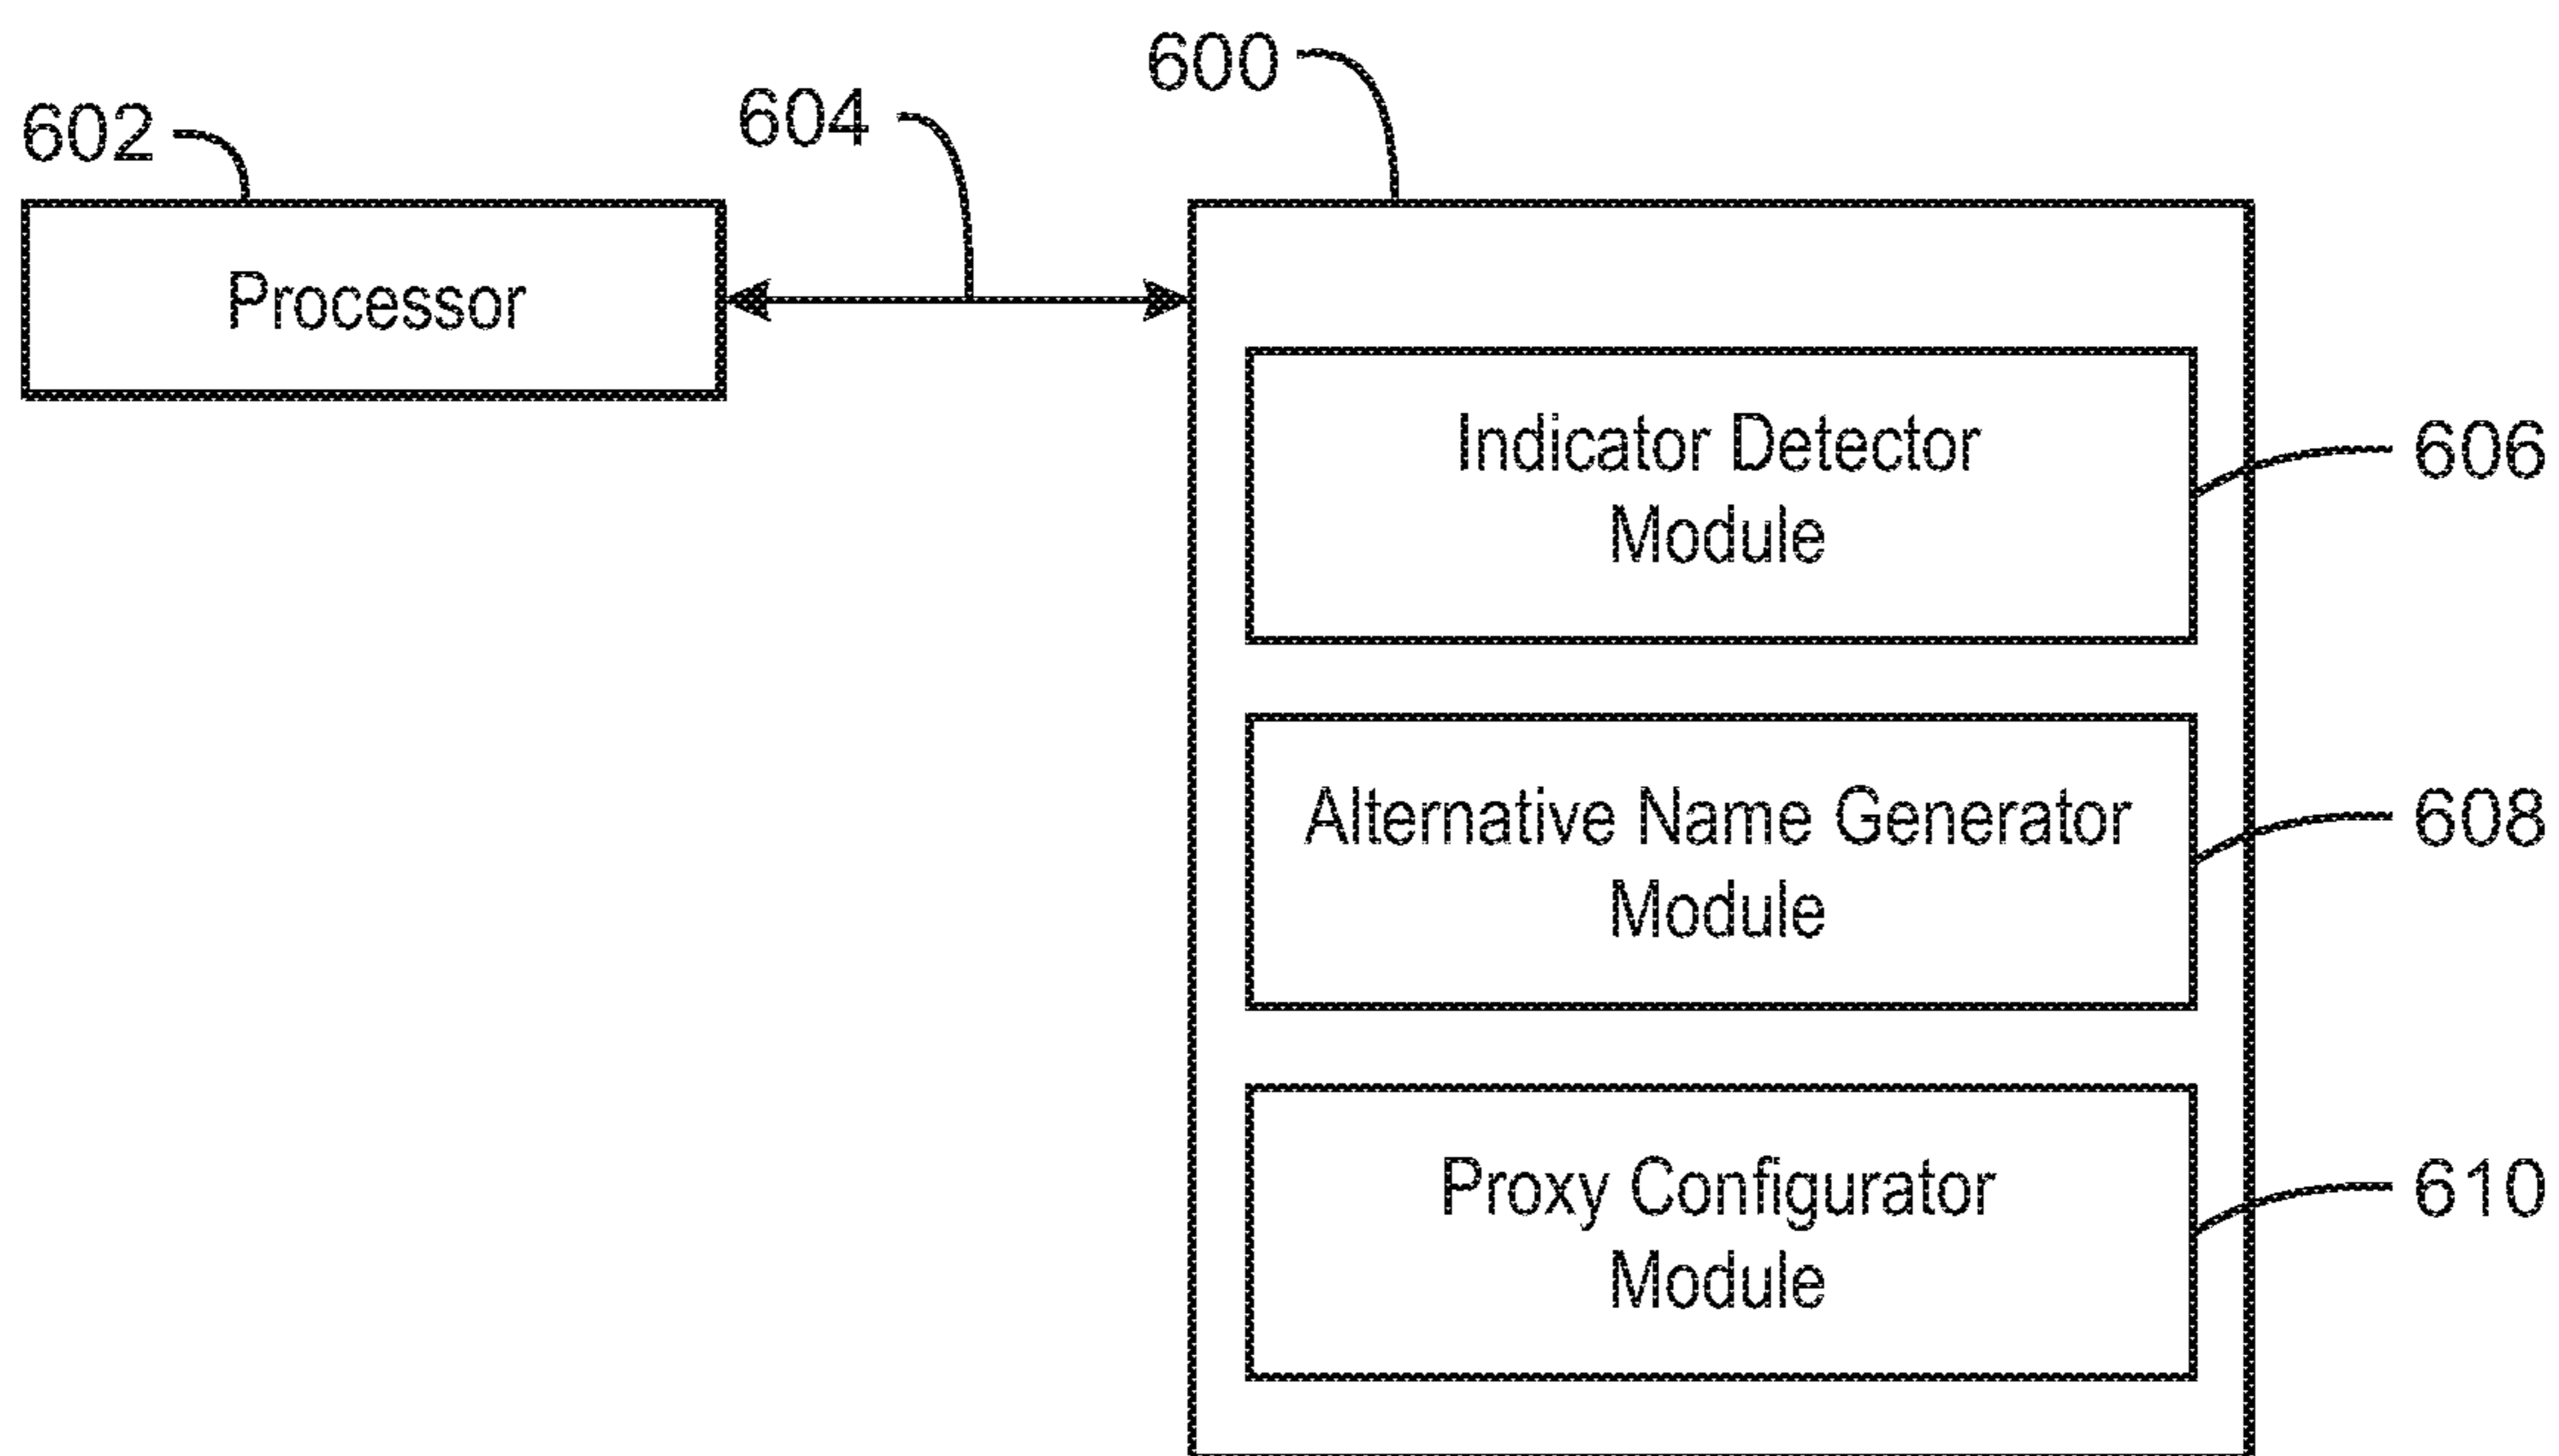 600
604
602
Processor
Indicator Detector
Module
606
Alternative Name Generator
Module
608
Proxy Configurator
Module
610